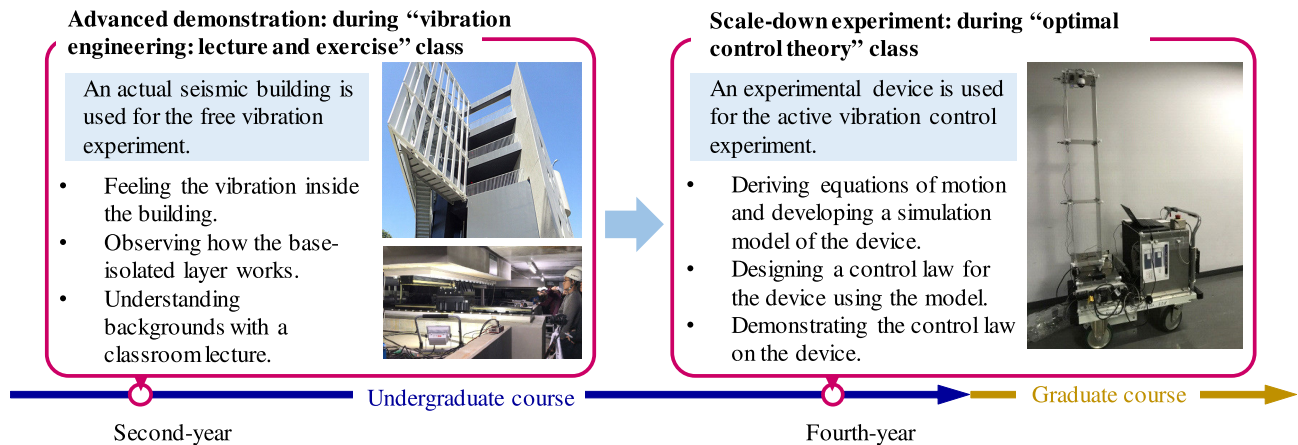 Advanced demonstration: during “vibration
engineering: lecture and exercise” class
An actual seismic building is
used for the free vibration
experiment.
• Feeling the vibration inside
the building.
• Observing how the base-
isolated layer works.
• Understanding
backgrounds with a
classroom lecture.
Scale-down experiment: during “optimal
control theory” class
An experimental device is used
for the active vibration control
experiment.
• Deriving equations of motion
and developing a simulation
model of the device.
• Designing a control law for
the device using the model.
• Demonstrating the control law
on the device.
Undergraduate course
Graduate course
Second-year
Fourth-year